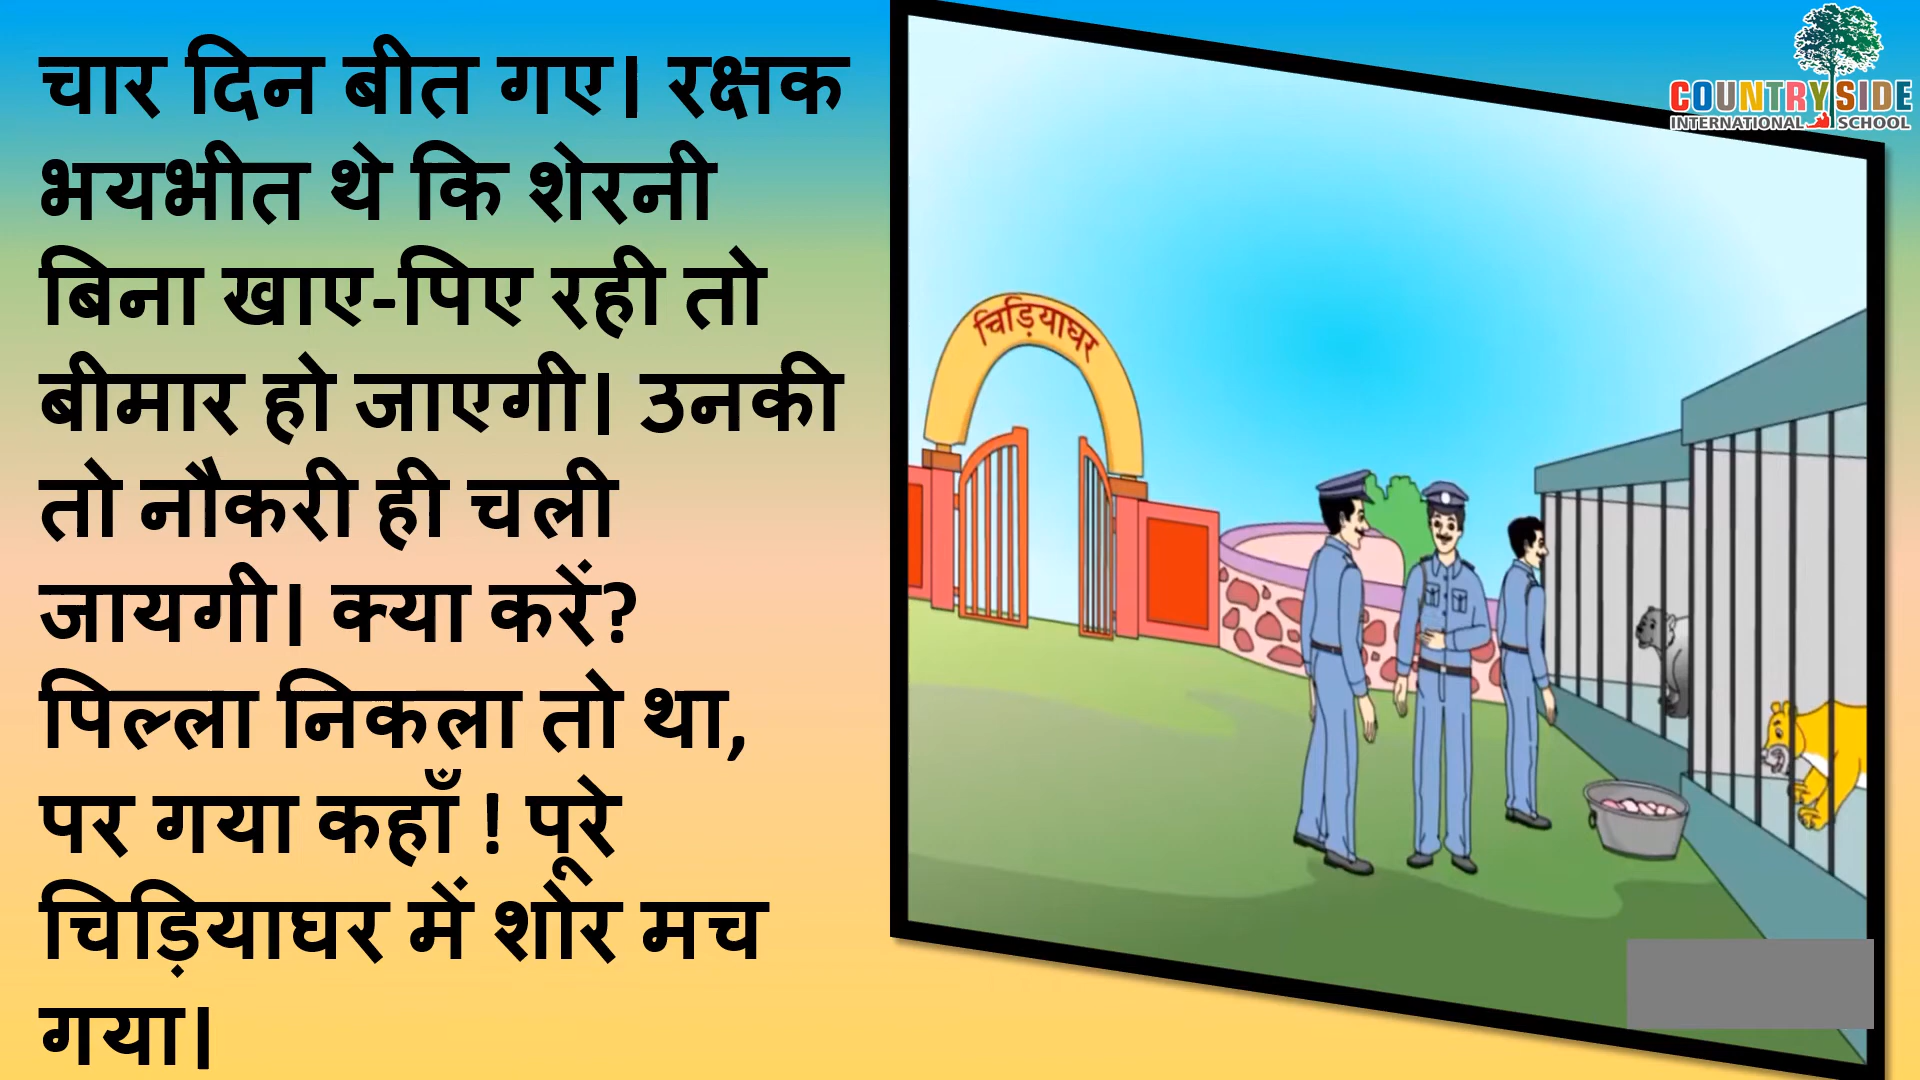 चार दिन बीत गए। रक्षक
भयभीत थे कि शेरनी
बिना खाए-पिए रही तो
बीमार हो जाएगी। उनकी
तो नौकरी ही चली
जायगी। क्या करें?
पिल्ला निकला तो था,
पर गया कहाँ ! पूरे
चिड़ियाघर में शोर मच
गया।
चिड़ियाघर
COUNTRYSIDE
INTERNATIONAL SCHOOL